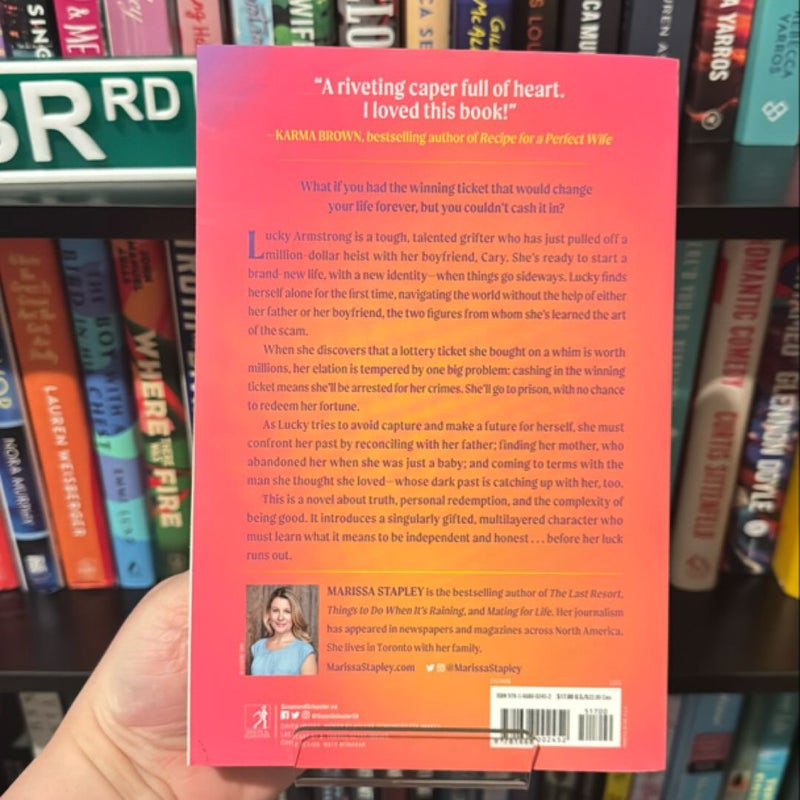 BR RD
"A riveting caper full of heart.
I loved this book!"
—KARMA BROWN, bestselling author of Recipe for a Perfect Wife
What if you had the winning ticket that would change
your life forever, but you couldn't cash it in?
Lucky Armstrong is a tough, talented grifter who has just pulled off a
million-dollar heist with her boyfriend, Cary. She's ready to start a
brand-new life, with a new identity—when things go sideways. Lucky finds
herself alone for the first time, navigating the world without the help of either
her father or her boyfriend, the two figures from whom she's learned the art
of the scam.
When she discovers that a lottery ticket she bought on a whim is worth
millions, her elation is tempered by one big problem: cashing in the winning
ticket means she'll be arrested for her crimes. She'll go to prison, with no chance
to redeem her fortune.
As Lucky tries to avoid capture and make a future for herself, she must
confront her past by reconciling with her father; finding her mother, who
abandoned her when she was just a baby; and coming to terms with the
man she thought she loved—whose dark past is catching up with her, too.
This is a novel about truth, personal redemption, and the complexity of
being good. It introduces a singularly gifted, multilayered character who
must learn what it means to be independent and honest . . . before her luck
runs out.
MARISSA STAPLEY is the bestselling author of The Last Resort,
Things to Do When It's Raining, and Mating for Life. Her journalism
has appeared in newspapers and magazines across North America.
She lives in Toronto with her family.
MarissaStapley.com @MarissaStapley
SimonandSchuster.ca
51700
LAUREN WEISBERGER
NORA MURPHY
WHERE
FIRE
ROMANTIC COMEDY
CURTIS SITTENFELD
GLENNON DOYLE
YARROS
REBECCA
YARROS